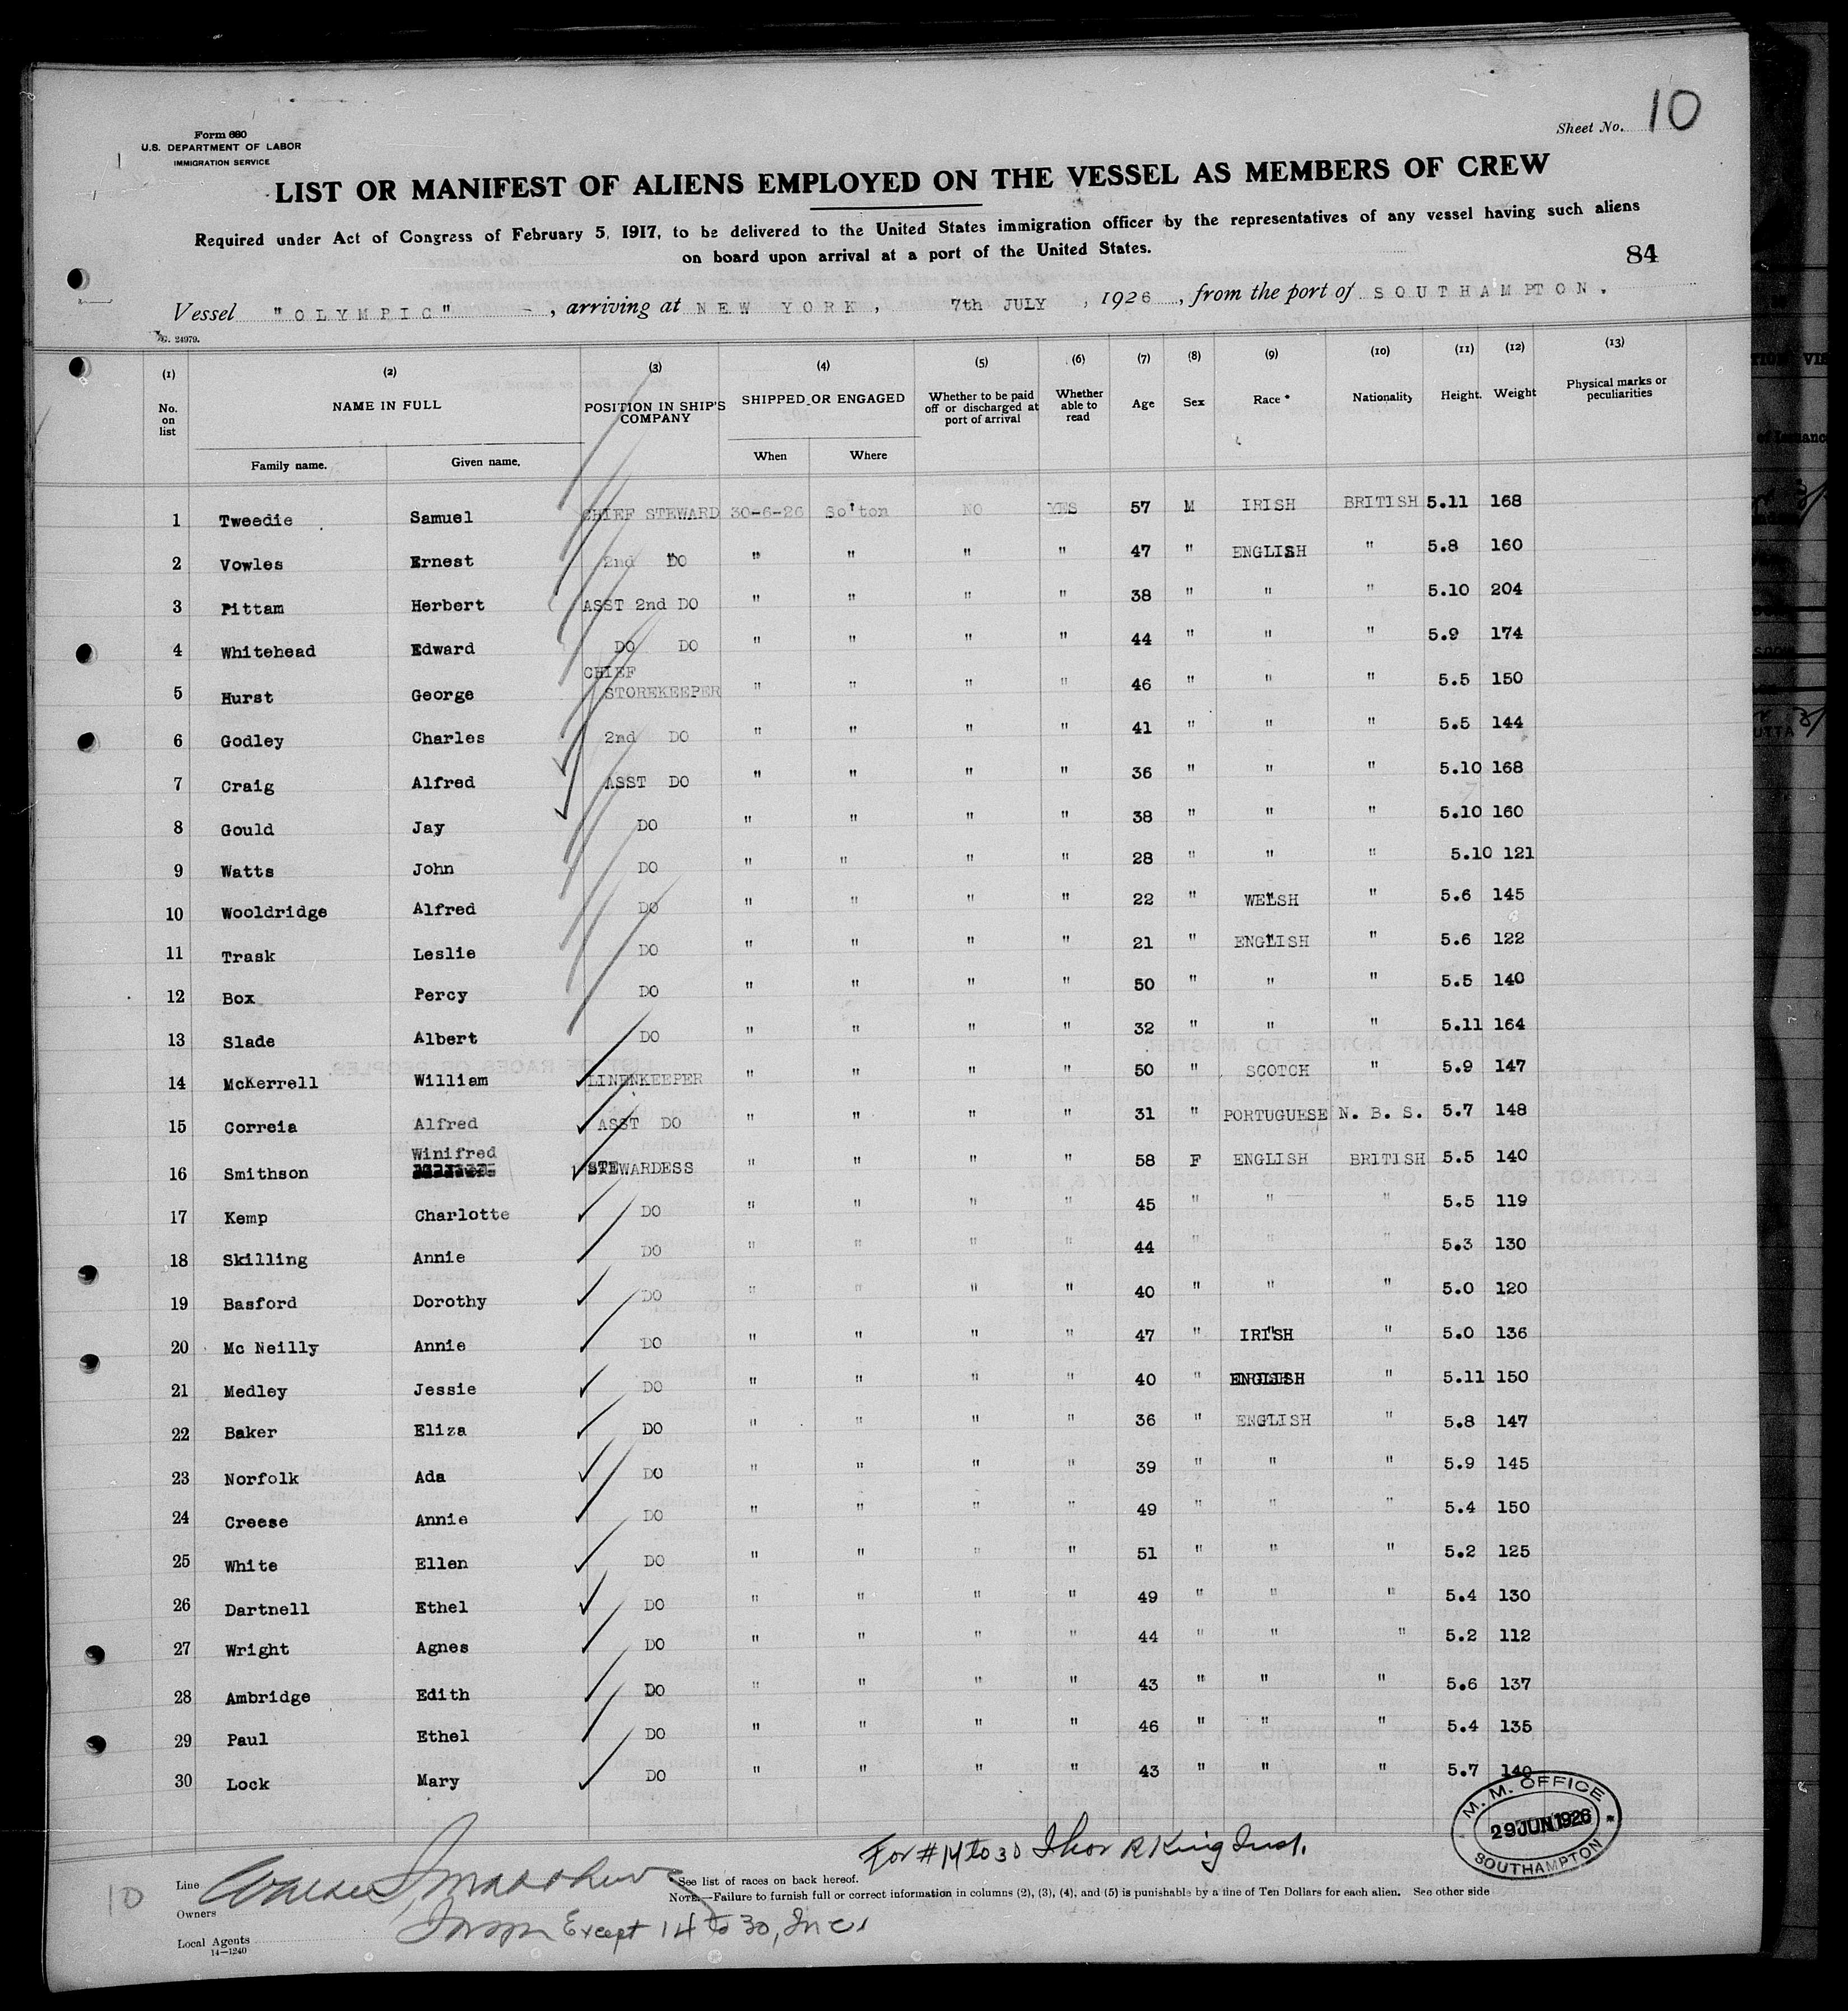 Form 680
U.S. DEPARTMENT OF LABOR
IMMIGRATION SERVICE
Sheet No. 10
LIST OR MANIFEST OF ALIENS EMPLOYED ON THE VESSEL AS MEMBERS OF CREW
Required under Act of Congress of February 5, 1917, to be delivered to the United States immigration officer by the representatives of any vessel having such aliens
on board upon arrival at a port of the United States.
84
Vessel "OLYMPIC" , arriving at NEW YORK, 7th JULY , 1926 , from the port of SOUTHAMPTON.
24979.
(1) (2) (3) (4) (5) (6) (7) (8) (9) (10) (11) (12) (13)
No. on list NAME IN FULL POSITION IN SHIP'S COMPANY SHIPPED OR ENGAGED Whether to be paid off or discharged at port of arrival Whether able to read Age Sex Race * Nationality Height. Weight Physical marks or peculiarities
Family name. Given name. When Where
1 Tweedie Samuel CHIEF STEWARD 30-6-26 So'ton NO YES 57 M IRISH BRITISH 5.11 168
2 Vowles Ernest 2nd DO " " " " 47 " ENGLISH " 5.8 160
3 Pittam Herbert ASST 2nd DO " " " " 38 " " " 5.10 204
4 Whitehead Edward DO DO " " " " 44 " " " 5.9 174
5 Hurst George CHIEF STOREKEEPER " " " " 46 " " " 5.5 150
6 Godley Charles 2nd DO " " " " 41 " " " 5.5 144
7 Craig Alfred ASST DO " " " " 36 " " " 5.10 168
8 Gould Jay DO " " " " 38 " " " 5.10 160
9 Watts John DO " " " " 28 " " " 5.10 121
10 Wooldridge Alfred DO " " " " 22 " WELSH " 5.6 145
11 Trask Leslie DO " " " " 21 " ENGLISH " 5.6 122
12 Box Percy DO " " " " 50 " " " 5.5 140
13 Slade Albert DO " " " " 32 " " " 5.11 164
14 McKerrell William LINENKEEPER " " " " 50 " SCOTCH " 5.9 147
15 Correia Alfred ASST DO " " " " 31 " PORTUGUESE N. B. S. 5.7 148
16 Smithson Winifred STEWARDESS " " " " 58 F ENGLISH BRITISH 5.5 140
17 Kemp Charlotte DO " " " " 45 " " " 5.5 119
18 Skilling Annie DO " " " " 44 " " " 5.3 130
19 Basford Dorothy DO " " " " 40 " " " 5.0 120
20 Mc Neilly Annie DO " " " " 47 " IRISH " 5.0 136
21 Medley Jessie DO " " " " 40 " ENGLISH " 5.11 150
22 Baker Eliza DO " " " " 36 " ENGLISH " 5.8 147
23 Norfolk Ada DO " " " " 39 " " " 5.9 145
24 Creese Annie DO " " " " 49 " " " 5.4 150
25 White Ellen DO " " " " 51 " " " 5.2 125
26 Dartnell Ethel DO " " " " 49 " " " 5.4 130
27 Wright Agnes DO " " " " 44 " " " 5.2 112
28 Ambridge Edith DO " " " " 43 " " " 5.6 137
29 Paul Ethel DO " " " " 46 " " " 5.4 135
30 Lock Mary DO " " " " 43 " " " 5.7 140
M. M. OFFICE
29 JUN 1926
SOUTHAMPTON
For # 14 to 30 Thor R King Insp.
10
Line
Owners
Local Agents
14—1240
* See list of races on back hereof.
NOTE.—Failure to furnish full or correct information in columns (2), (3), (4), and (5) is punishable by a fine of Ten Dollars for each alien. See other side
Except 14 to 30, Inc.